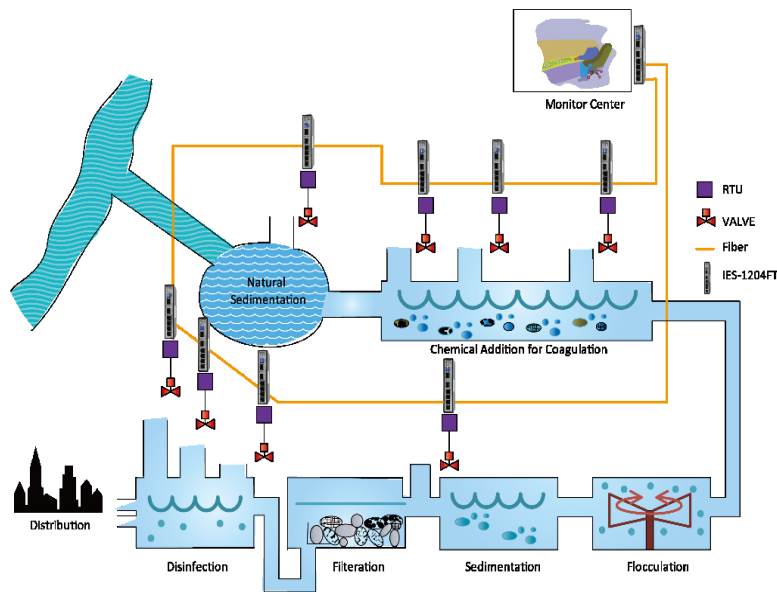 Monitor Center
RTU
VALVE
Fiber
IES-1204FT
Natural
Sedimentation
Chemical Addition for Coagulation
Distribution
Disinfection
Filteration
Sedimentation
Flocculation